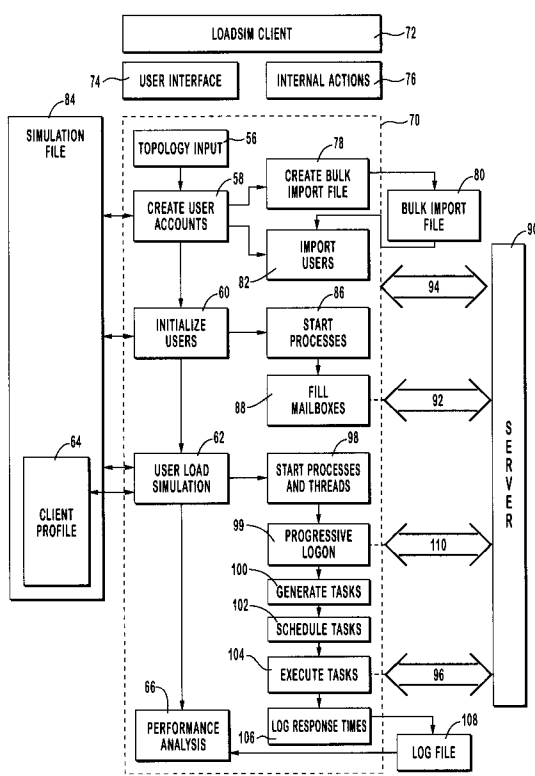 LOADSIM CLIENT
72
74
USER INTERFACE
INTERNAL ACTIONS
76
84
SIMULATION
FILE
70
TOPOLOGY INPUT
56
78
58
CREATE BULK
IMPORT FILE
80
CREATE USER
ACCOUNTS
BULK IMPORT
FILE
IMPORT
USERS
82
90
94
60
86
INITIALIZE
USERS
START
PROCESSES
FILL
MAILBOXES
88
92
SERVER
64
62
98
USER LOAD
SIMULATION
START PROCESSES
AND THREADS
CLIENT
PROFILE
99
PROGRESSIVE
LOGON
110
100
GENERATE TASKS
102
SCHEDULE TASKS
104
EXECUTE TASKS
96
66
PERFORMANCE
ANALYSIS
LOG RESPONSE TIMES
106
108
LOG FILE